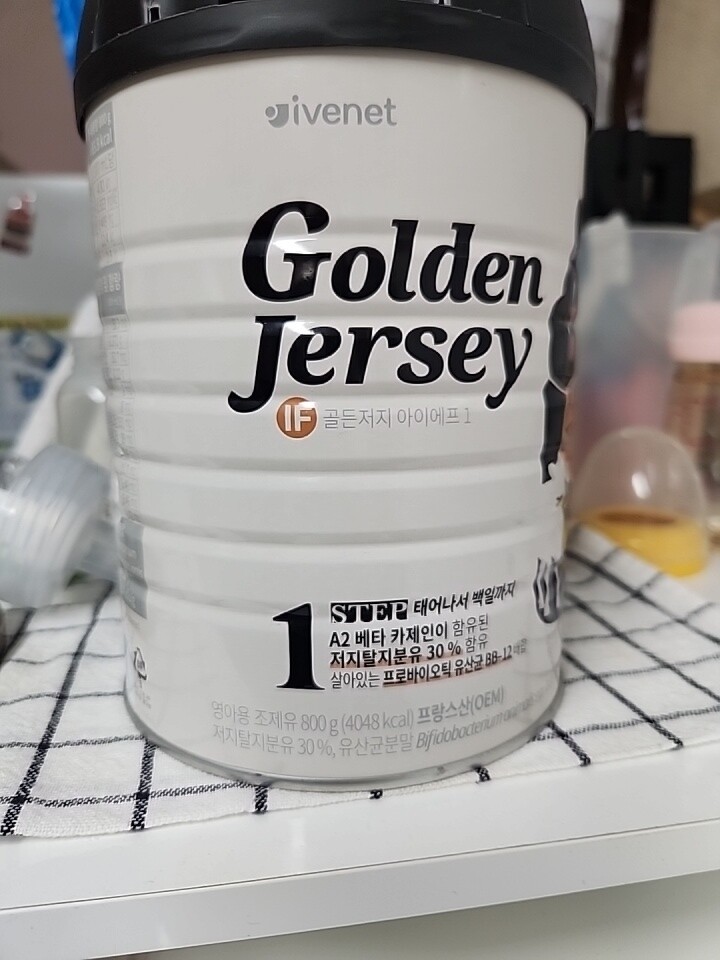 ivenet
Golden
Jersey
IF 골든저지 아이에프 1
1 STEP 태어나서 백일까지
A2 베타 카제인이 함유된
저지탈지분유 30 % 함유
살아있는 프로바이오틱 유산균 BB-12
영아용 조제유 800 g (4048 kcal) 프랑스산(OEM)
저지탈지분유 30 %, 유산균분말 Bifidobacterium